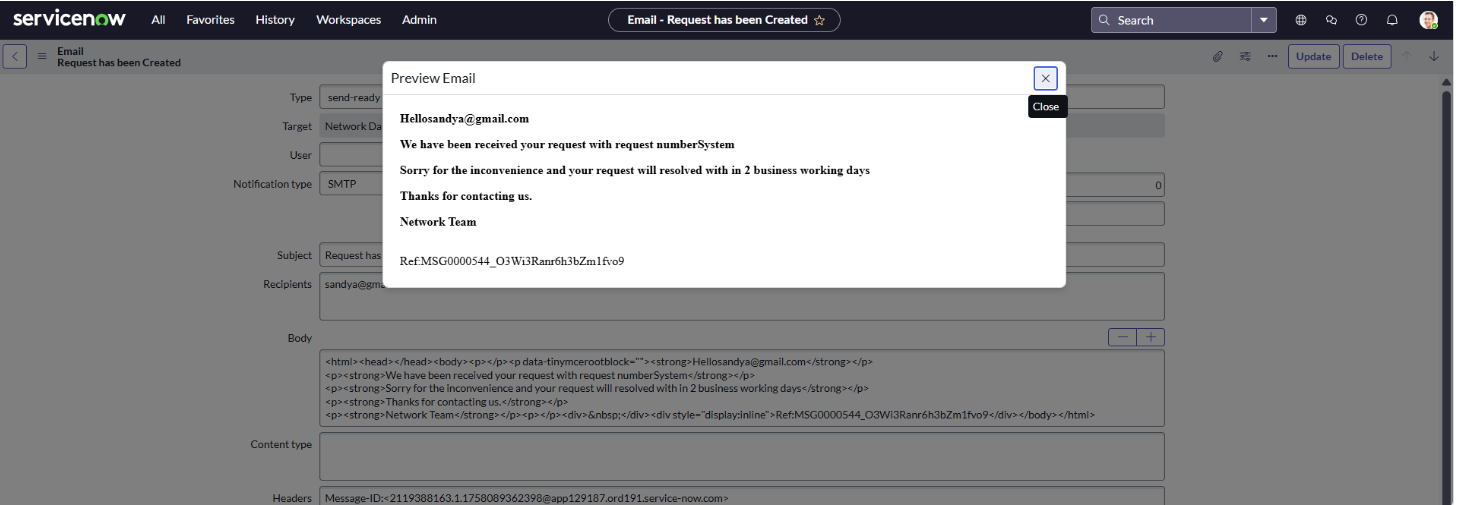 servicenow All Favorites History Workspaces Admin Email - Request has been Created Search
Email
Request has been Created
Update Delete
Preview Email
Close
Type send-ready
Hellosandya@gmail.com
Target Network Da
We have been received your request with request numberSystem
User
Sorry for the inconvenience and your request will resolved with in 2 business working days
Notification type SMTP 0
Thanks for contacting us.
Network Team
Subject Request has
Ref:MSG0000544_O3Wi3Ranr6h3bZm1fvo9
Recipients sandya@gma
Body
<html><head></head><body><p></p><p data-tinymcerootblock=""><strong>Hellosandya@gmail.com</strong></p>
<p><strong>We have been received your request with request numberSystem</strong></p>
<p><strong>Sorry for the inconvenience and your request will resolved with in 2 business working days</strong></p>
<p><strong>Thanks for contacting us.</strong></p>
<p><strong>Network Team</strong></p><p></p><div>&nbsp;</div><div style="display:inline">Ref:MSG0000544_O3Wi3Ranr6h3bZm1fvo9</div></body></html>
Content type
Headers Message-ID:<2119388163.1.1758089362398@app129187.ord191.service-now.com>